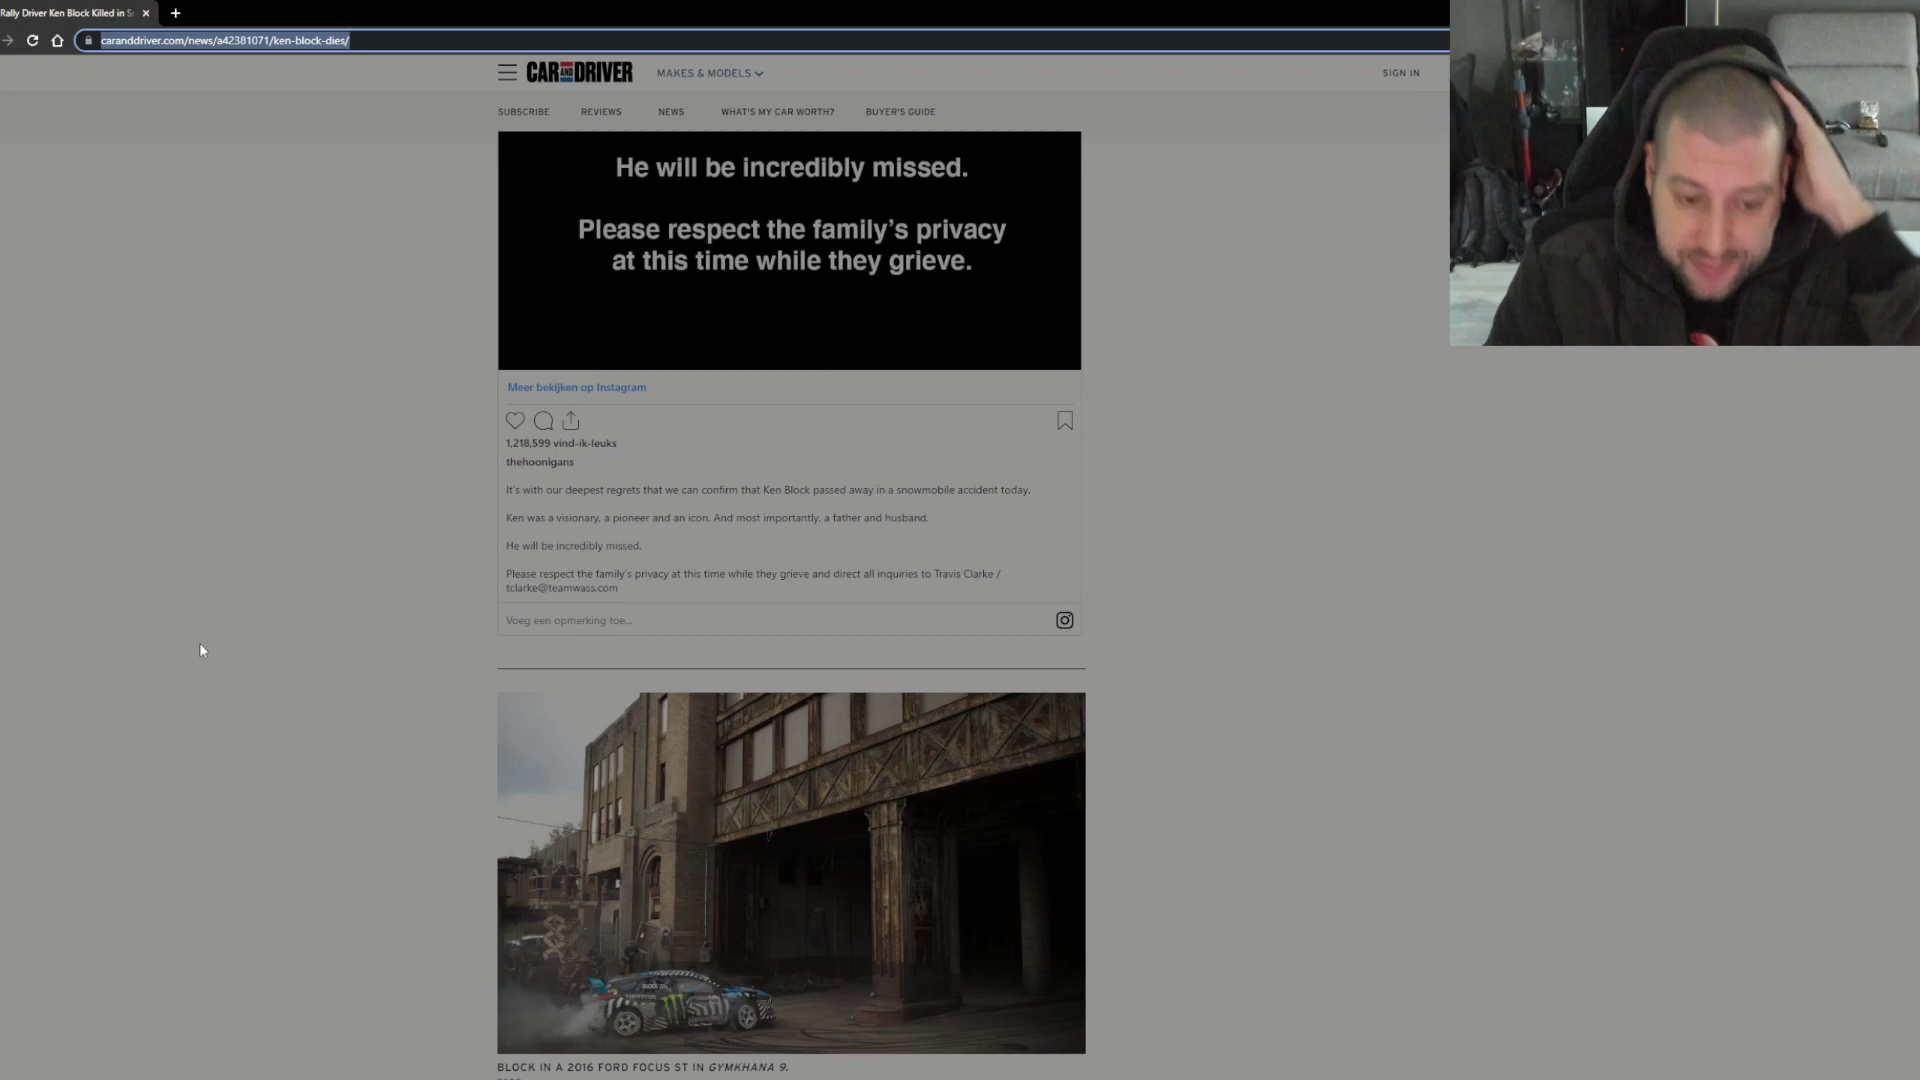 Rally Driver Ken Block Killed in
caranddriver.com/news/a42381071/ken-block-dies/
CAR AND DRIVER
MAKES & MODELS
SIGN IN
SUBSCRIBE
REVIEWS
NEWS
WHAT'S MY CAR WORTH?
BUYER'S GUIDE
He will be incredibly missed.
Please respect the family's privacy
at this time while they grieve.
Meer bekijken op Instagram
1,218,599 vind-ik-leuks
thehoonigans
It's with our deepest regrets that we can confirm that Ken Block passed away in a snowmobile accident today.
Ken was a visionary, a pioneer and an icon. And most importantly, a father and husband.
He will be incredibly missed.
Please respect the family's privacy at this time while they grieve and direct all inquiries to Travis Clarke /
tclarke@teamwass.com
Voeg een opmerking toe...
BLOCK IN A 2016 FORD FOCUS ST IN GYMKHANA 9.